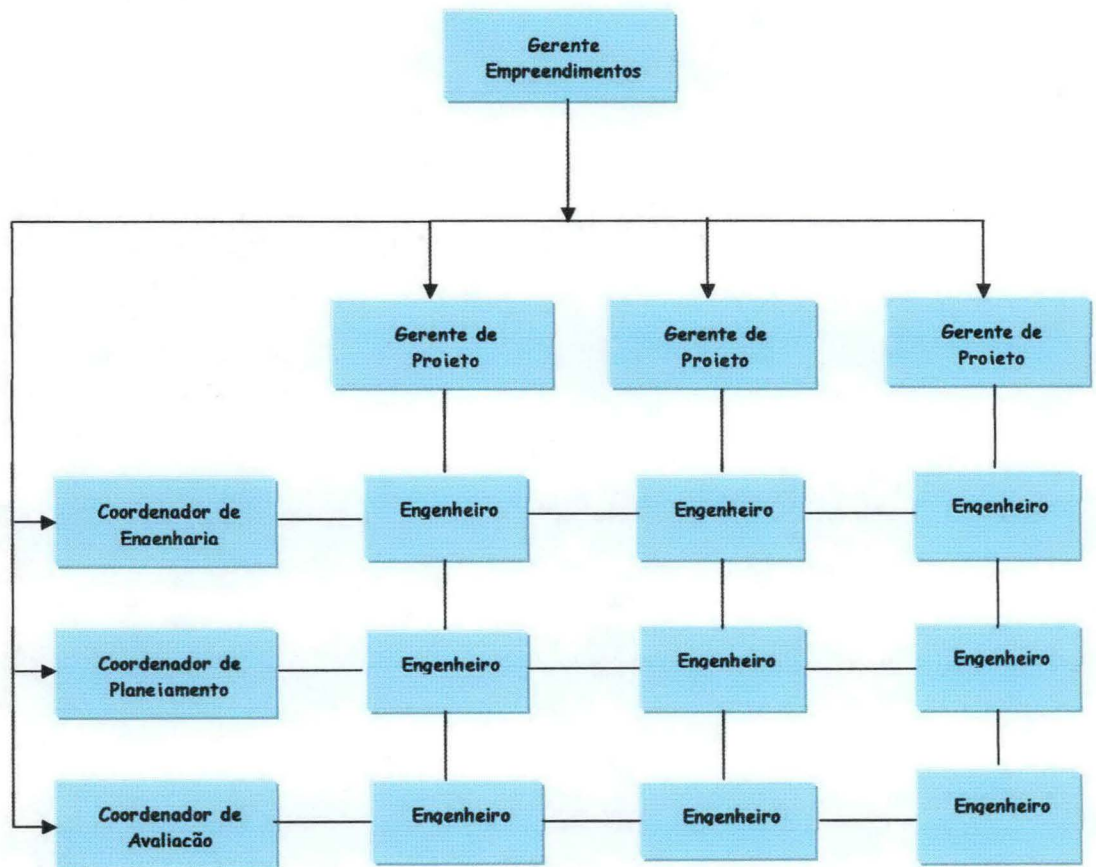 Gerente
Empreendimentos
Gerente de
Projeto
Gerente de
Projeto
Gerente de
Projeto
Coordenador de
Engenharia
Engenheiro
Engenheiro
Engenheiro
Coordenador de
Planejamento
Engenheiro
Engenheiro
Engenheiro
Coordenador de
Avaliação
Engenheiro
Engenheiro
Engenheiro